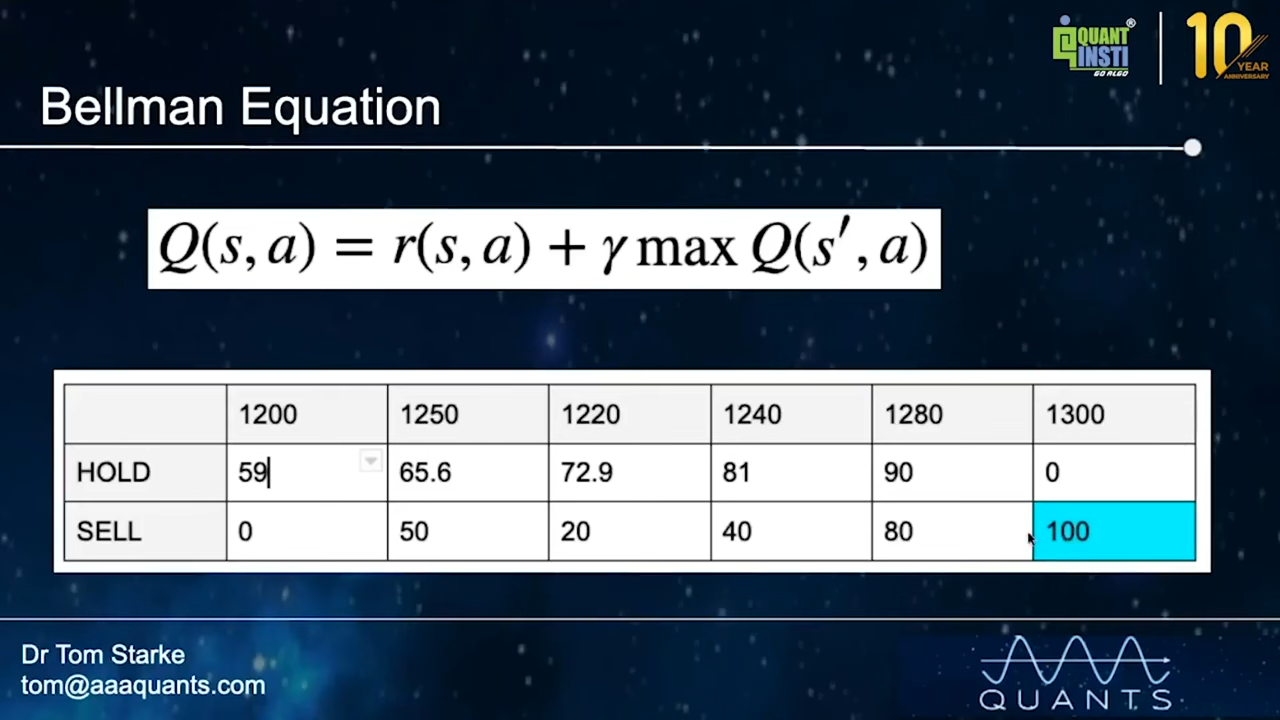 QUANT
INSTI
GO ALGO
10
YEAR
ANNIVERSARY
Bellman Equation
Q(s, a) = r(s, a) + γ max Q(s′, a)
1200 1250 1220 1240 1280 1300
HOLD 59 65.6 72.9 81 90 0
SELL 0 50 20 40 80 100
Dr Tom Starke
tom@aaaquants.com
QUANTS